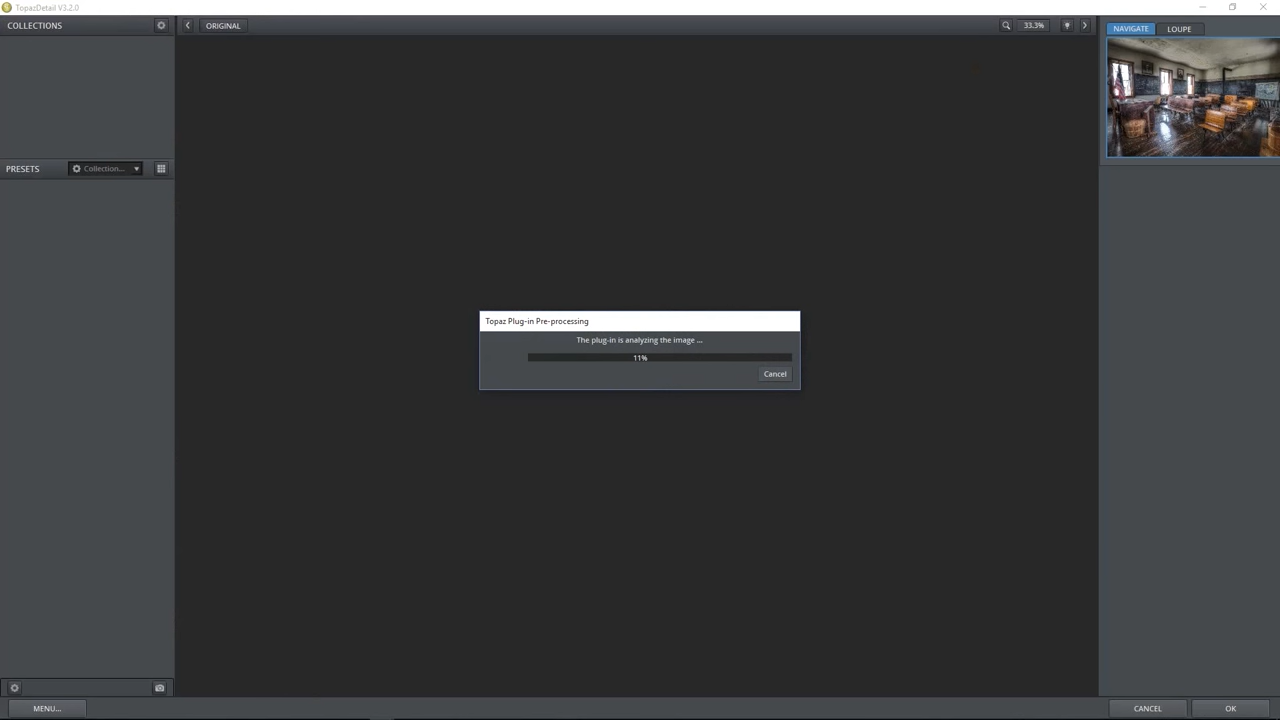 TopazDetail V3.2.0
COLLECTIONS
ORIGINAL
33.3%
NAVIGATE
LOUPE
PRESETS
Collection...
Topaz Plug-in Pre-processing
The plug-in is analyzing the image ...
11%
Cancel
MENU...
CANCEL
OK